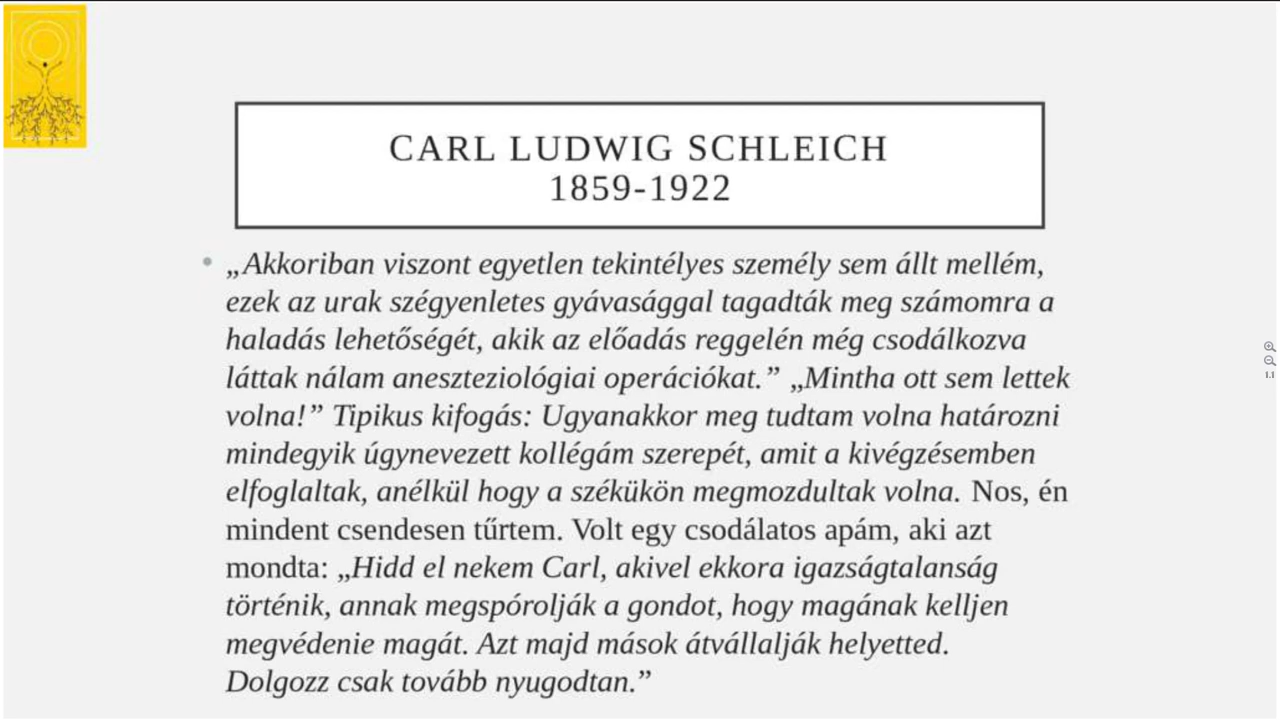 CARL LUDWIG SCHLEICH
1859-1922
• „Akkoriban viszont egyetlen tekintélyes személy sem állt mellém,
ezek az urak szégyenletes gyávasággal tagadták meg számomra a
haladás lehetőségét, akik az előadás reggelén még csodálkozva
láttak nálam aneszteziológiai operációkat.” „Mintha ott sem lettek
volna!” Tipikus kifogás: Ugyanakkor meg tudtam volna határozni
mindegyik úgynevezett kollégám szerepét, amit a kivégzésemben
elfoglaltak, anélkül hogy a székükön megmozdultak volna. Nos, én
mindent csendesen tűrtem. Volt egy csodálatos apám, aki azt
mondta: „Hidd el nekem Carl, akivel ekkora igazságtalanság
történik, annak megspórolják a gondot, hogy magának kelljen
megvédenie magát. Azt majd mások átvállalják helyetted.
Dolgozz csak tovább nyugodtan.”
1.1